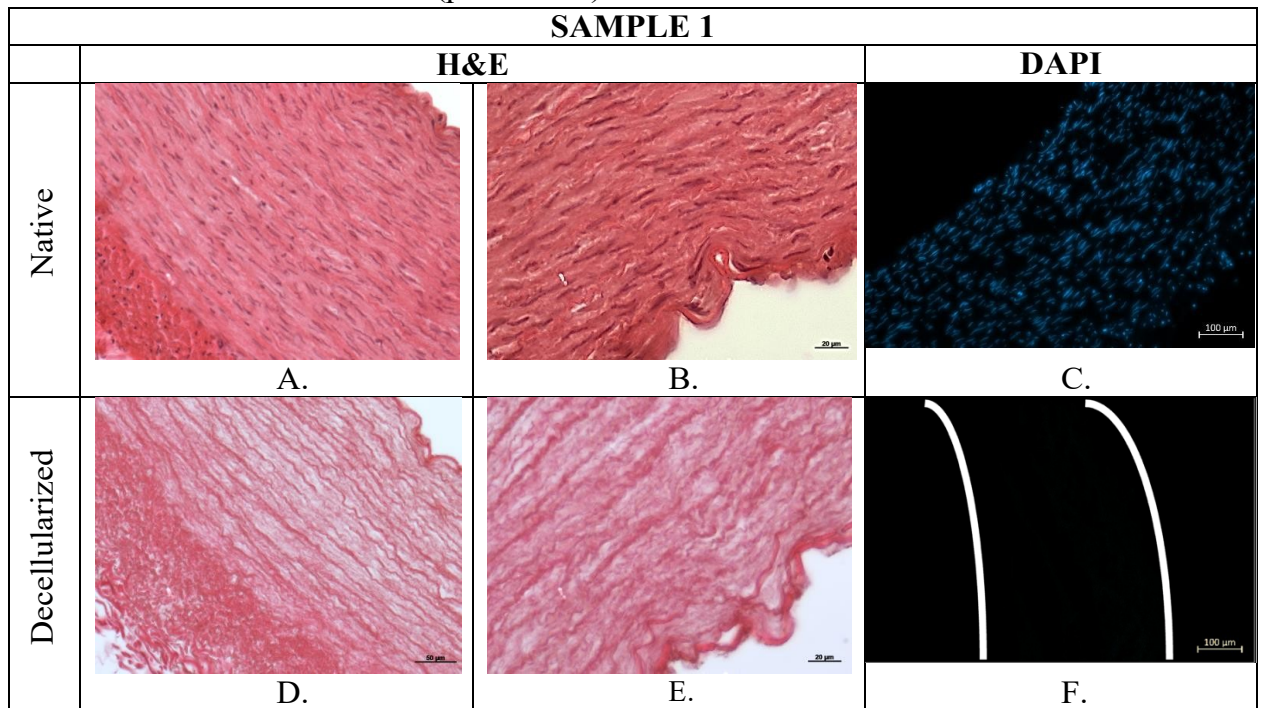 SAMPLE 1
H&E DAPI
Native
20 µm
100 µm
A. B. C.
Decellularized
50 µm
20 µm
100 µm
D. E. F.